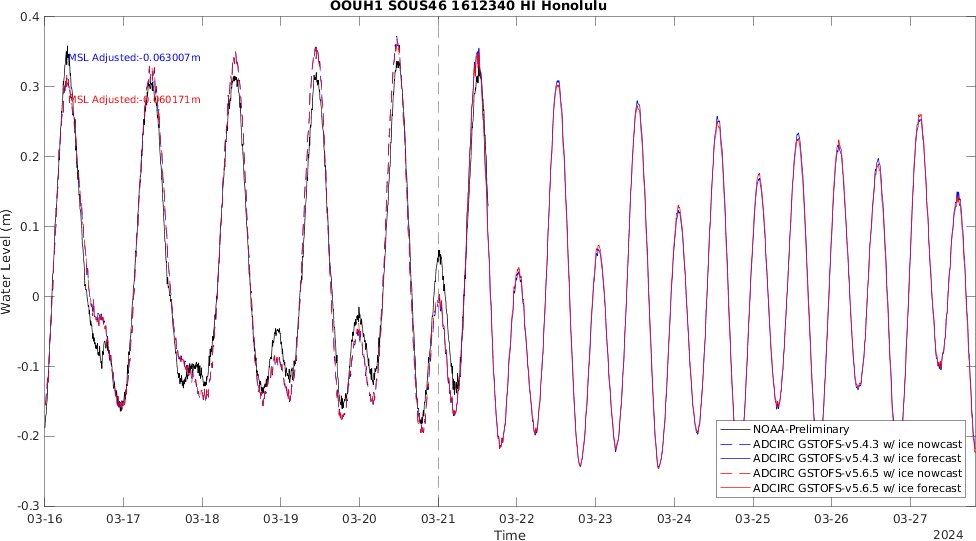 OOUH1 SOUS46 1612340 HI Honolulu
0.4
MSL Adjusted:-0.063007m
0.3
MSL Adjusted:-0.060171m
0.2
0.1
0
-0.1
-0.2
-0.3
Water Level (m)
NOAA-Preliminary
ADCIRC GSTOFS-v5.4.3 w/ ice nowcast
ADCIRC GSTOFS-v5.4.3 w/ ice forecast
ADCIRC GSTOFS-v5.6.5 w/ ice nowcast
ADCIRC GSTOFS-v5.6.5 w/ ice forecast
03-16 03-17 03-18 03-19 03-20 03-21 03-22 03-23 03-24 03-25 03-26 03-27
Time
2024